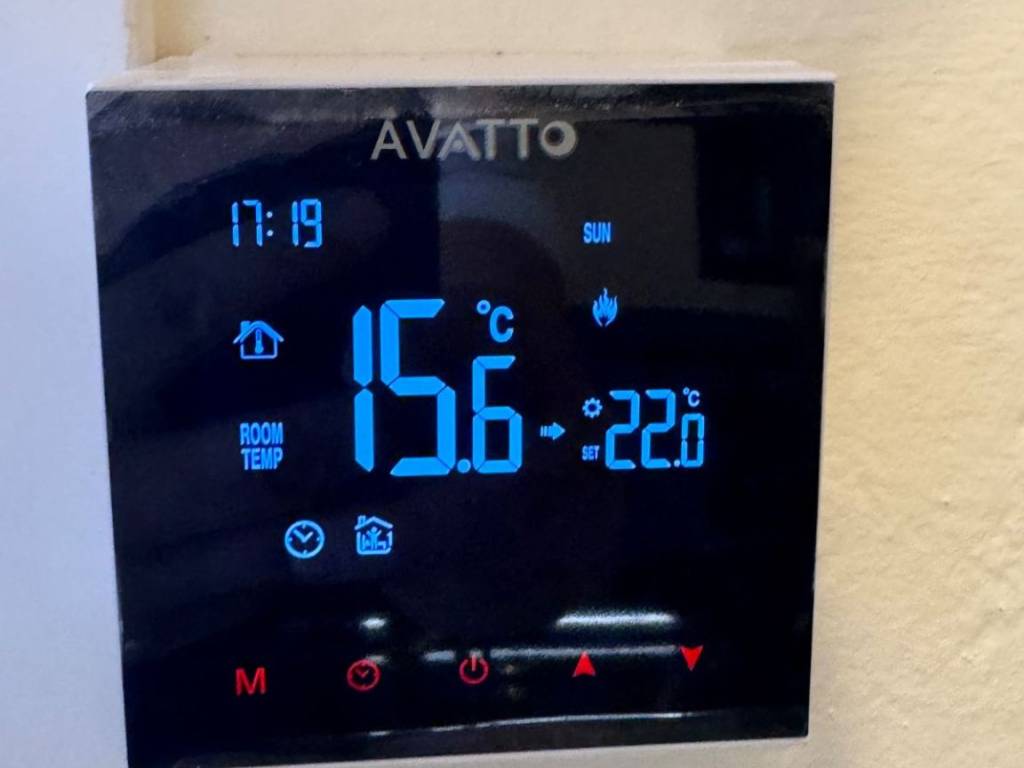 AVATTO
17:19
SUN
°C
15.6
ROOM
TEMP
SET 22.0 °C
M